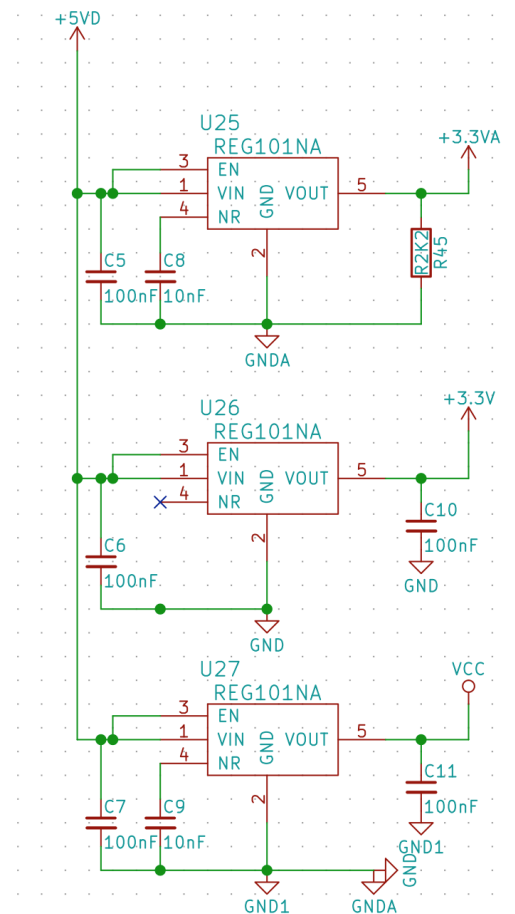 +5VD
U25
REG101NA
+3.3VA
3 EN
1 VIN GND VOUT 5
4 NR
2
R2K2
R45
C5
100nF
C8
10nF
GNDA
U26
REG101NA
+3.3V
3 EN
1 VIN GND VOUT 5
4 NR
2
C10
100nF
GND
C6
100nF
GND
U27
REG101NA
VCC
3 EN
1 VIN GND VOUT 5
4 NR
2
C11
100nF
GND1
C7
100nF
C9
10nF
GND
GND1
GNDA